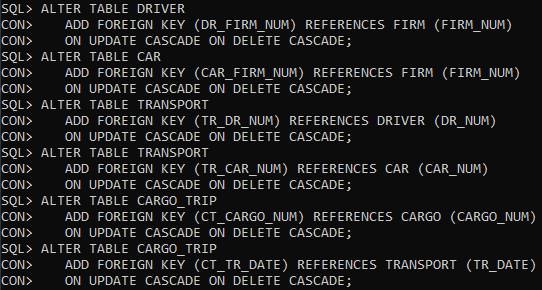 SQL> ALTER TABLE DRIVER
CON>    ADD FOREIGN KEY (DR_FIRM_NUM) REFERENCES FIRM (FIRM_NUM)
CON>    ON UPDATE CASCADE ON DELETE CASCADE;
SQL> ALTER TABLE CAR
CON>    ADD FOREIGN KEY (CAR_FIRM_NUM) REFERENCES FIRM (FIRM_NUM)
CON>    ON UPDATE CASCADE ON DELETE CASCADE;
SQL> ALTER TABLE TRANSPORT
CON>    ADD FOREIGN KEY (TR_DR_NUM) REFERENCES DRIVER (DR_NUM)
CON>    ON UPDATE CASCADE ON DELETE CASCADE;
SQL> ALTER TABLE TRANSPORT
CON>    ADD FOREIGN KEY (TR_CAR_NUM) REFERENCES CAR (CAR_NUM)
CON>    ON UPDATE CASCADE ON DELETE CASCADE;
SQL> ALTER TABLE CARGO_TRIP
CON>    ADD FOREIGN KEY (CT_CARGO_NUM) REFERENCES CARGO (CARGO_NUM)
CON>    ON UPDATE CASCADE ON DELETE CASCADE;
SQL> ALTER TABLE CARGO_TRIP
CON>    ADD FOREIGN KEY (CT_TR_DATE) REFERENCES TRANSPORT (TR_DATE)
CON>    ON UPDATE CASCADE ON DELETE CASCADE;